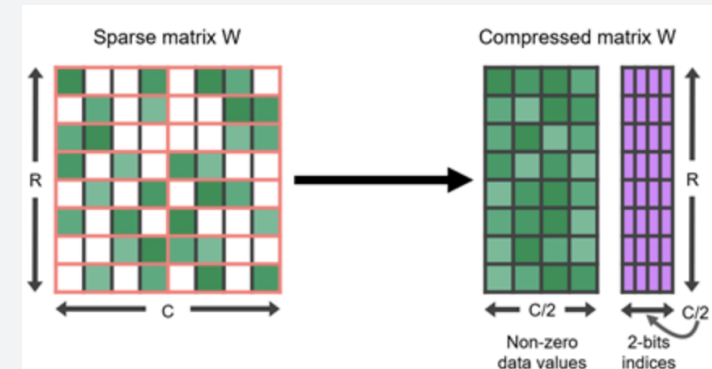 Sparse matrix W
Compressed matrix W
R
R
C
C/2
C/2
Non-zero
data values
2-bits
indices